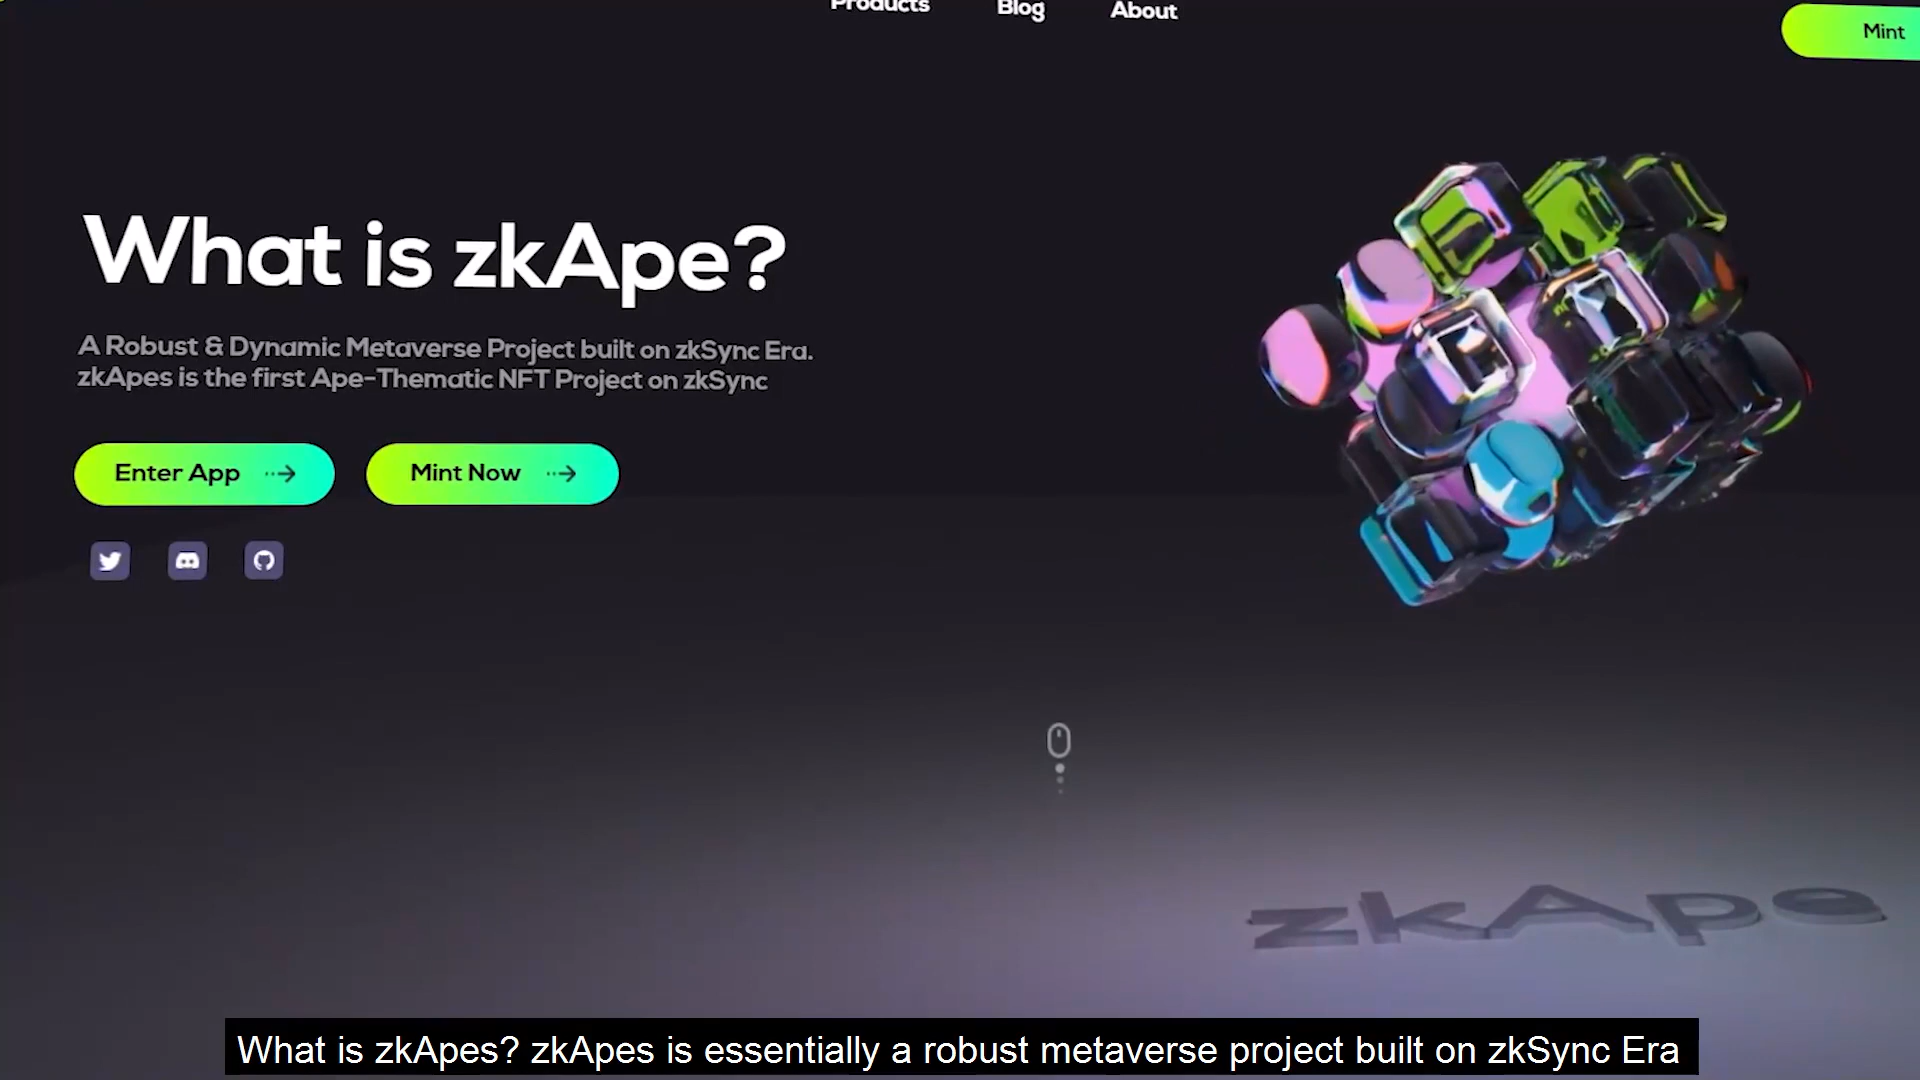 Products
Blog
About
Mint
What is zkApe?
A Robust & Dynamic Metaverse Project built on zkSync Era.
zkApes is the first Ape-Thematic NFT Project on zkSync
Enter App
Mint Now
zkApe
What is zkApes? zkApes is essentially a robust metaverse project built on zkSync Era